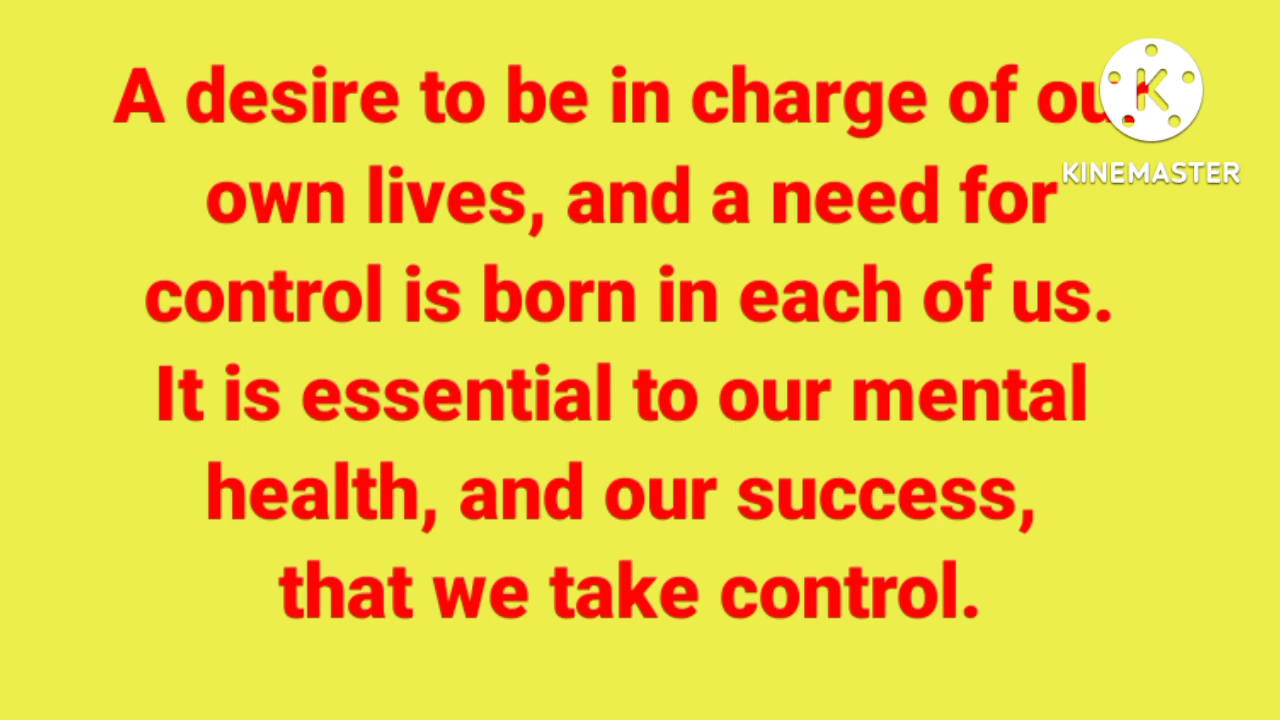 A desire to be in charge of our
own lives, and a need for
control is born in each of us.
It is essential to our mental
health, and our success,
that we take control.
K
KINEMASTER